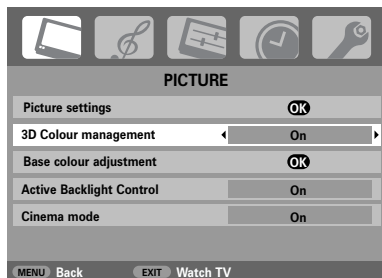 PICTURE
Picture settings OK
3D Colour management On
Base colour adjustment OK
Active Backlight Control On
Cinema mode On
MENU Back EXIT Watch TV